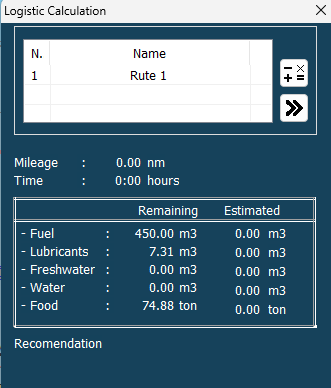 Logistic Calculation
N. Name
1 Rute 1
Mileage : 0.00 nm
Time : 0:00 hours
Remaining Estimated
- Fuel : 450.00 m3 0.00 m3
- Lubricants : 7.31 m3 0.00 m3
- Freshwater : 0.00 m3 0.00 m3
- Water : 0.00 m3 0.00 m3
- Food : 74.88 ton 0.00 ton
Recomendation